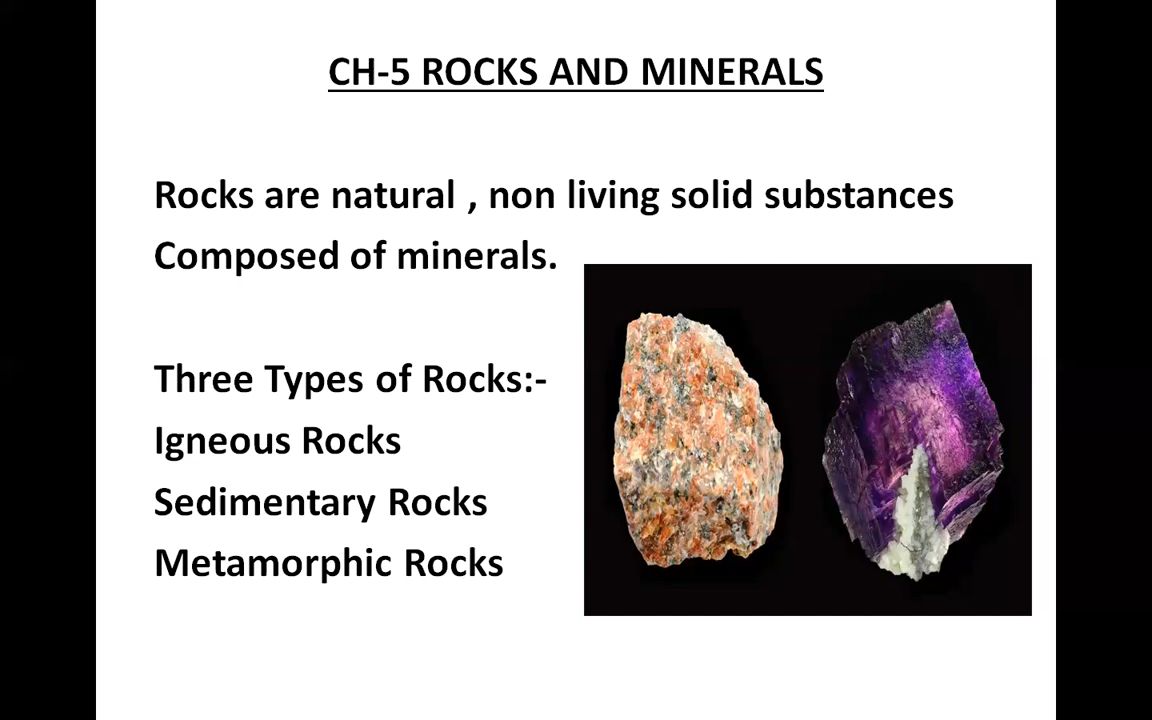 CH-5 ROCKS AND MINERALS
Rocks are natural , non living solid substances
Composed of minerals.
Three Types of Rocks:-
Igneous Rocks
Sedimentary Rocks
Metamorphic Rocks